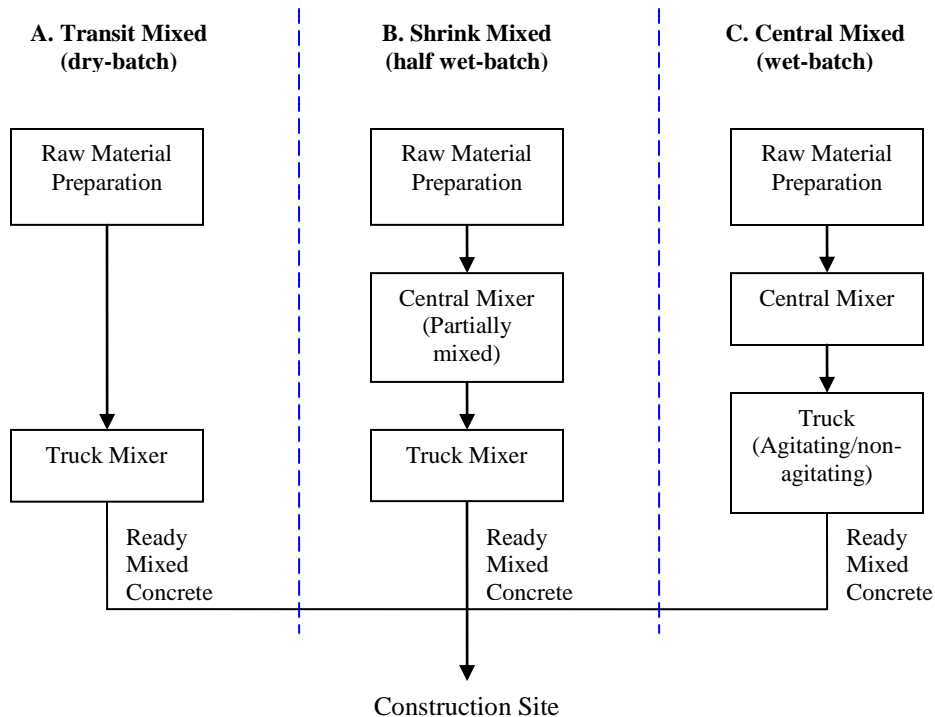 A. Transit Mixed
(dry-batch)
Raw Material
Preparation
Truck Mixer
Ready
Mixed
Concrete
B. Shrink Mixed
(half wet-batch)
Raw Material
Preparation
Central Mixer
(Partially
mixed)
Truck Mixer
Ready
Mixed
Concrete
C. Central Mixed
(wet-batch)
Raw Material
Preparation
Central Mixer
Truck
(Agitating/non-
agitating)
Ready
Mixed
Concrete
Construction Site